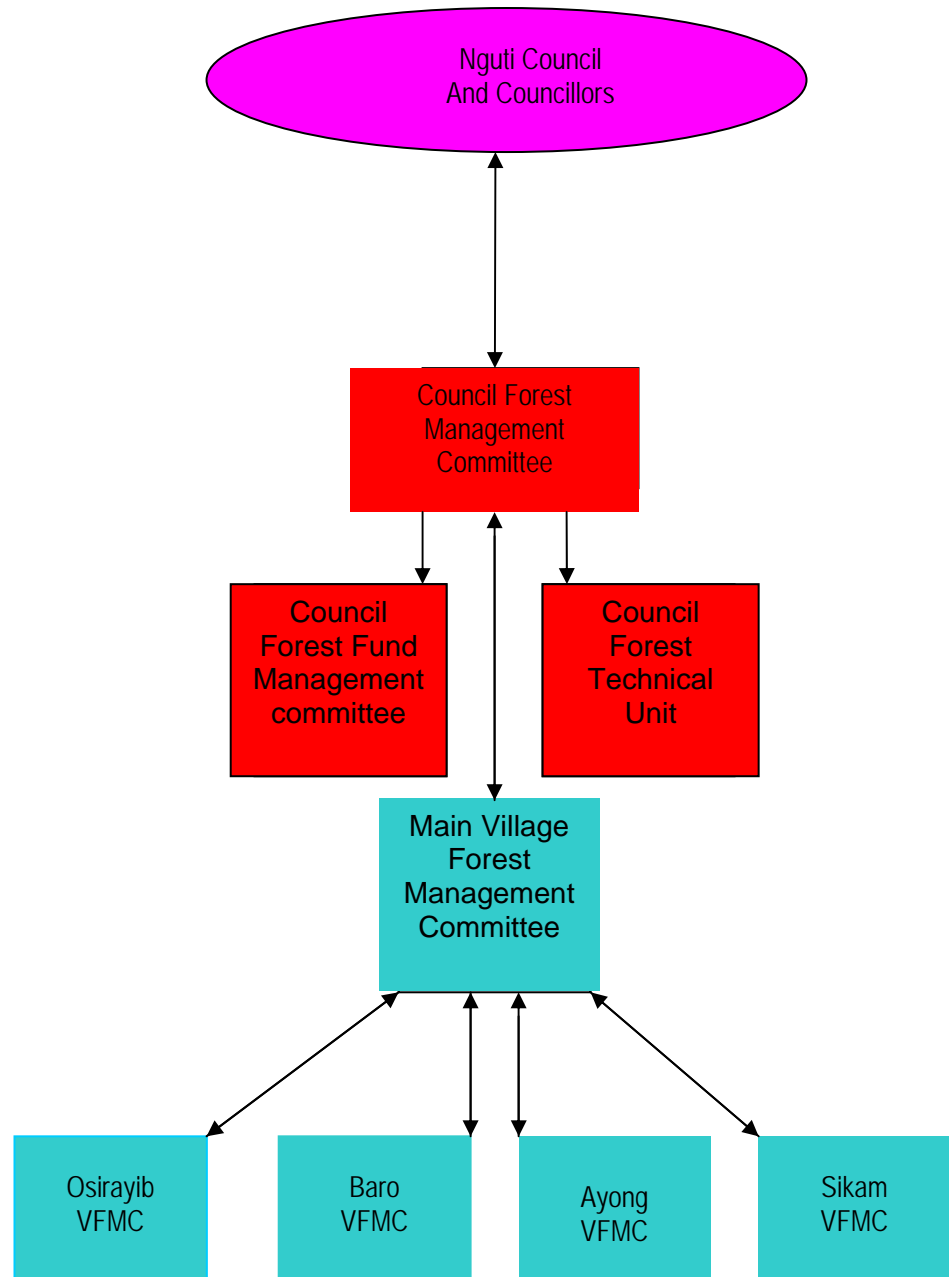 Nguti Council
And Councillors
Council Forest
Management
Committee
Council
Forest Fund
Management
committee
Council
Forest
Technical
Unit
Main Village
Forest
Management
Committee
Osirayib
VFMC
Baro
VFMC
Ayong
VFMC
Sikam
VFMC